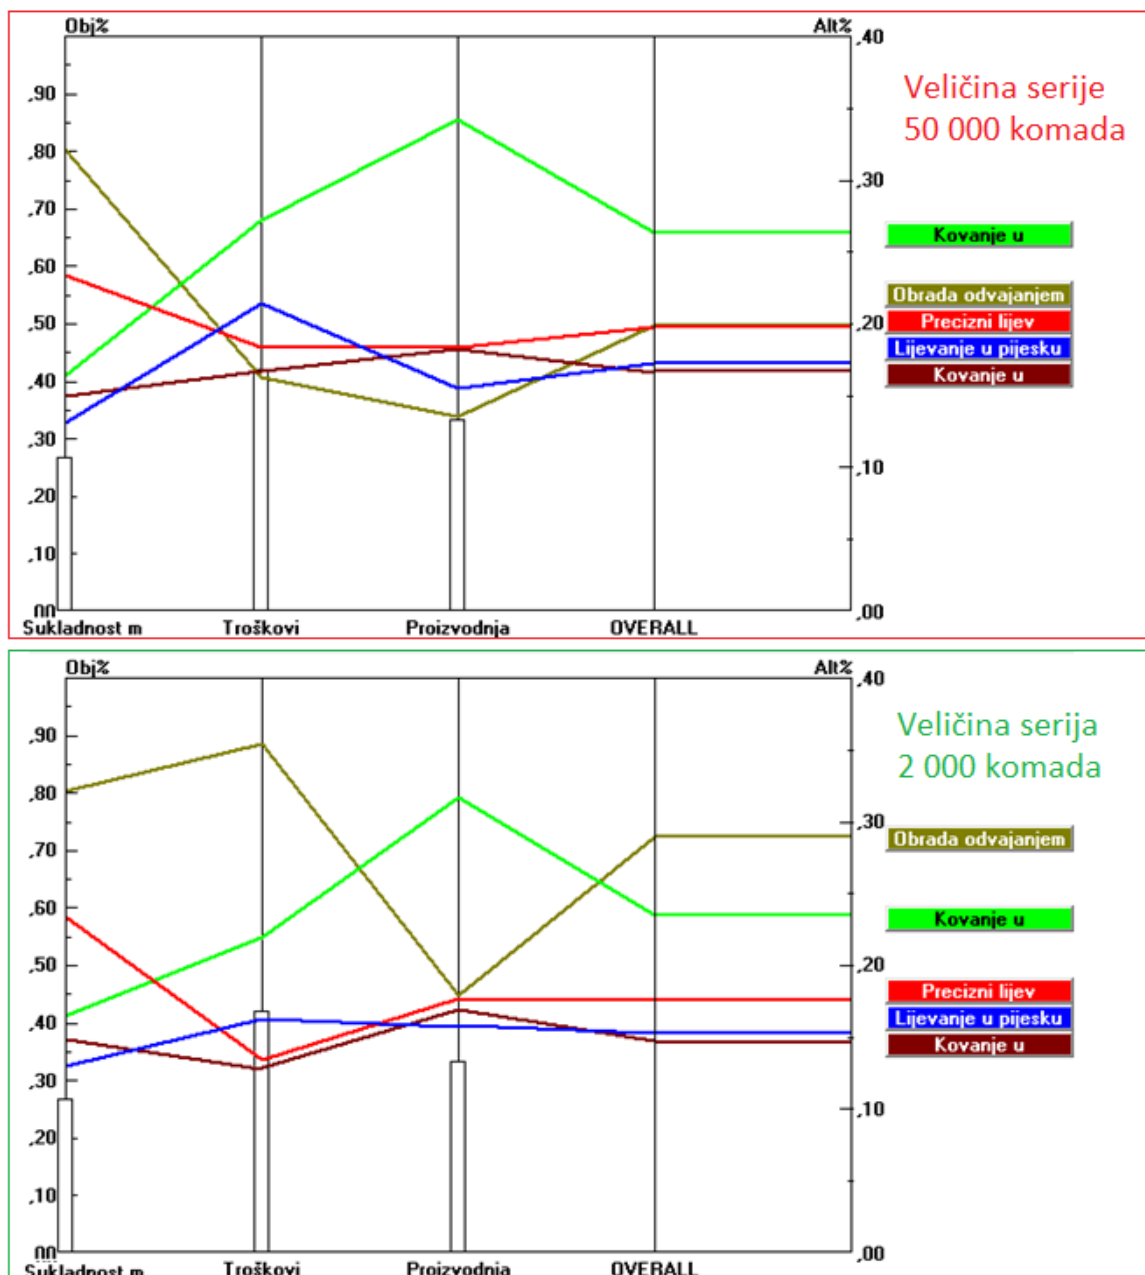 Obj%
Alt%
,90
,80
,70
,60
,50
,40
,30
,20
,10
,00
,40
,30
,20
,10
,00
Veličina serije
50 000 komada
Kovanje u
Obrada odvajanjem
Precizni lijev
Lijevanje u pijesku
Kovanje u
Sukladnost m
Troškovi
Proizvodnja
OVERALL
Obj%
Alt%
,90
,80
,70
,60
,50
,40
,30
,20
,10
,00
,40
,30
,20
,10
,00
Veličina serija
2 000 komada
Obrada odvajanjem
Kovanje u
Precizni lijev
Lijevanje u pijesku
Kovanje u
Sukladnost m
Troškovi
Proizvodnja
OVERALL